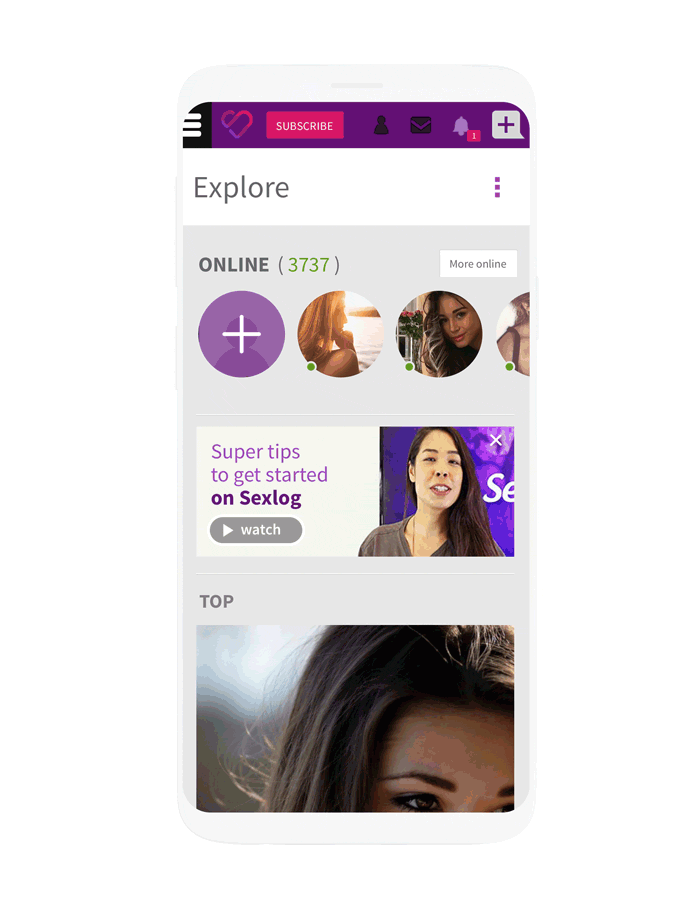 SUBSCRIBE
1
Explore
ONLINE ( 3737 )
More online
Super tips
to get started
on Sexlog
watch
Se
TOP